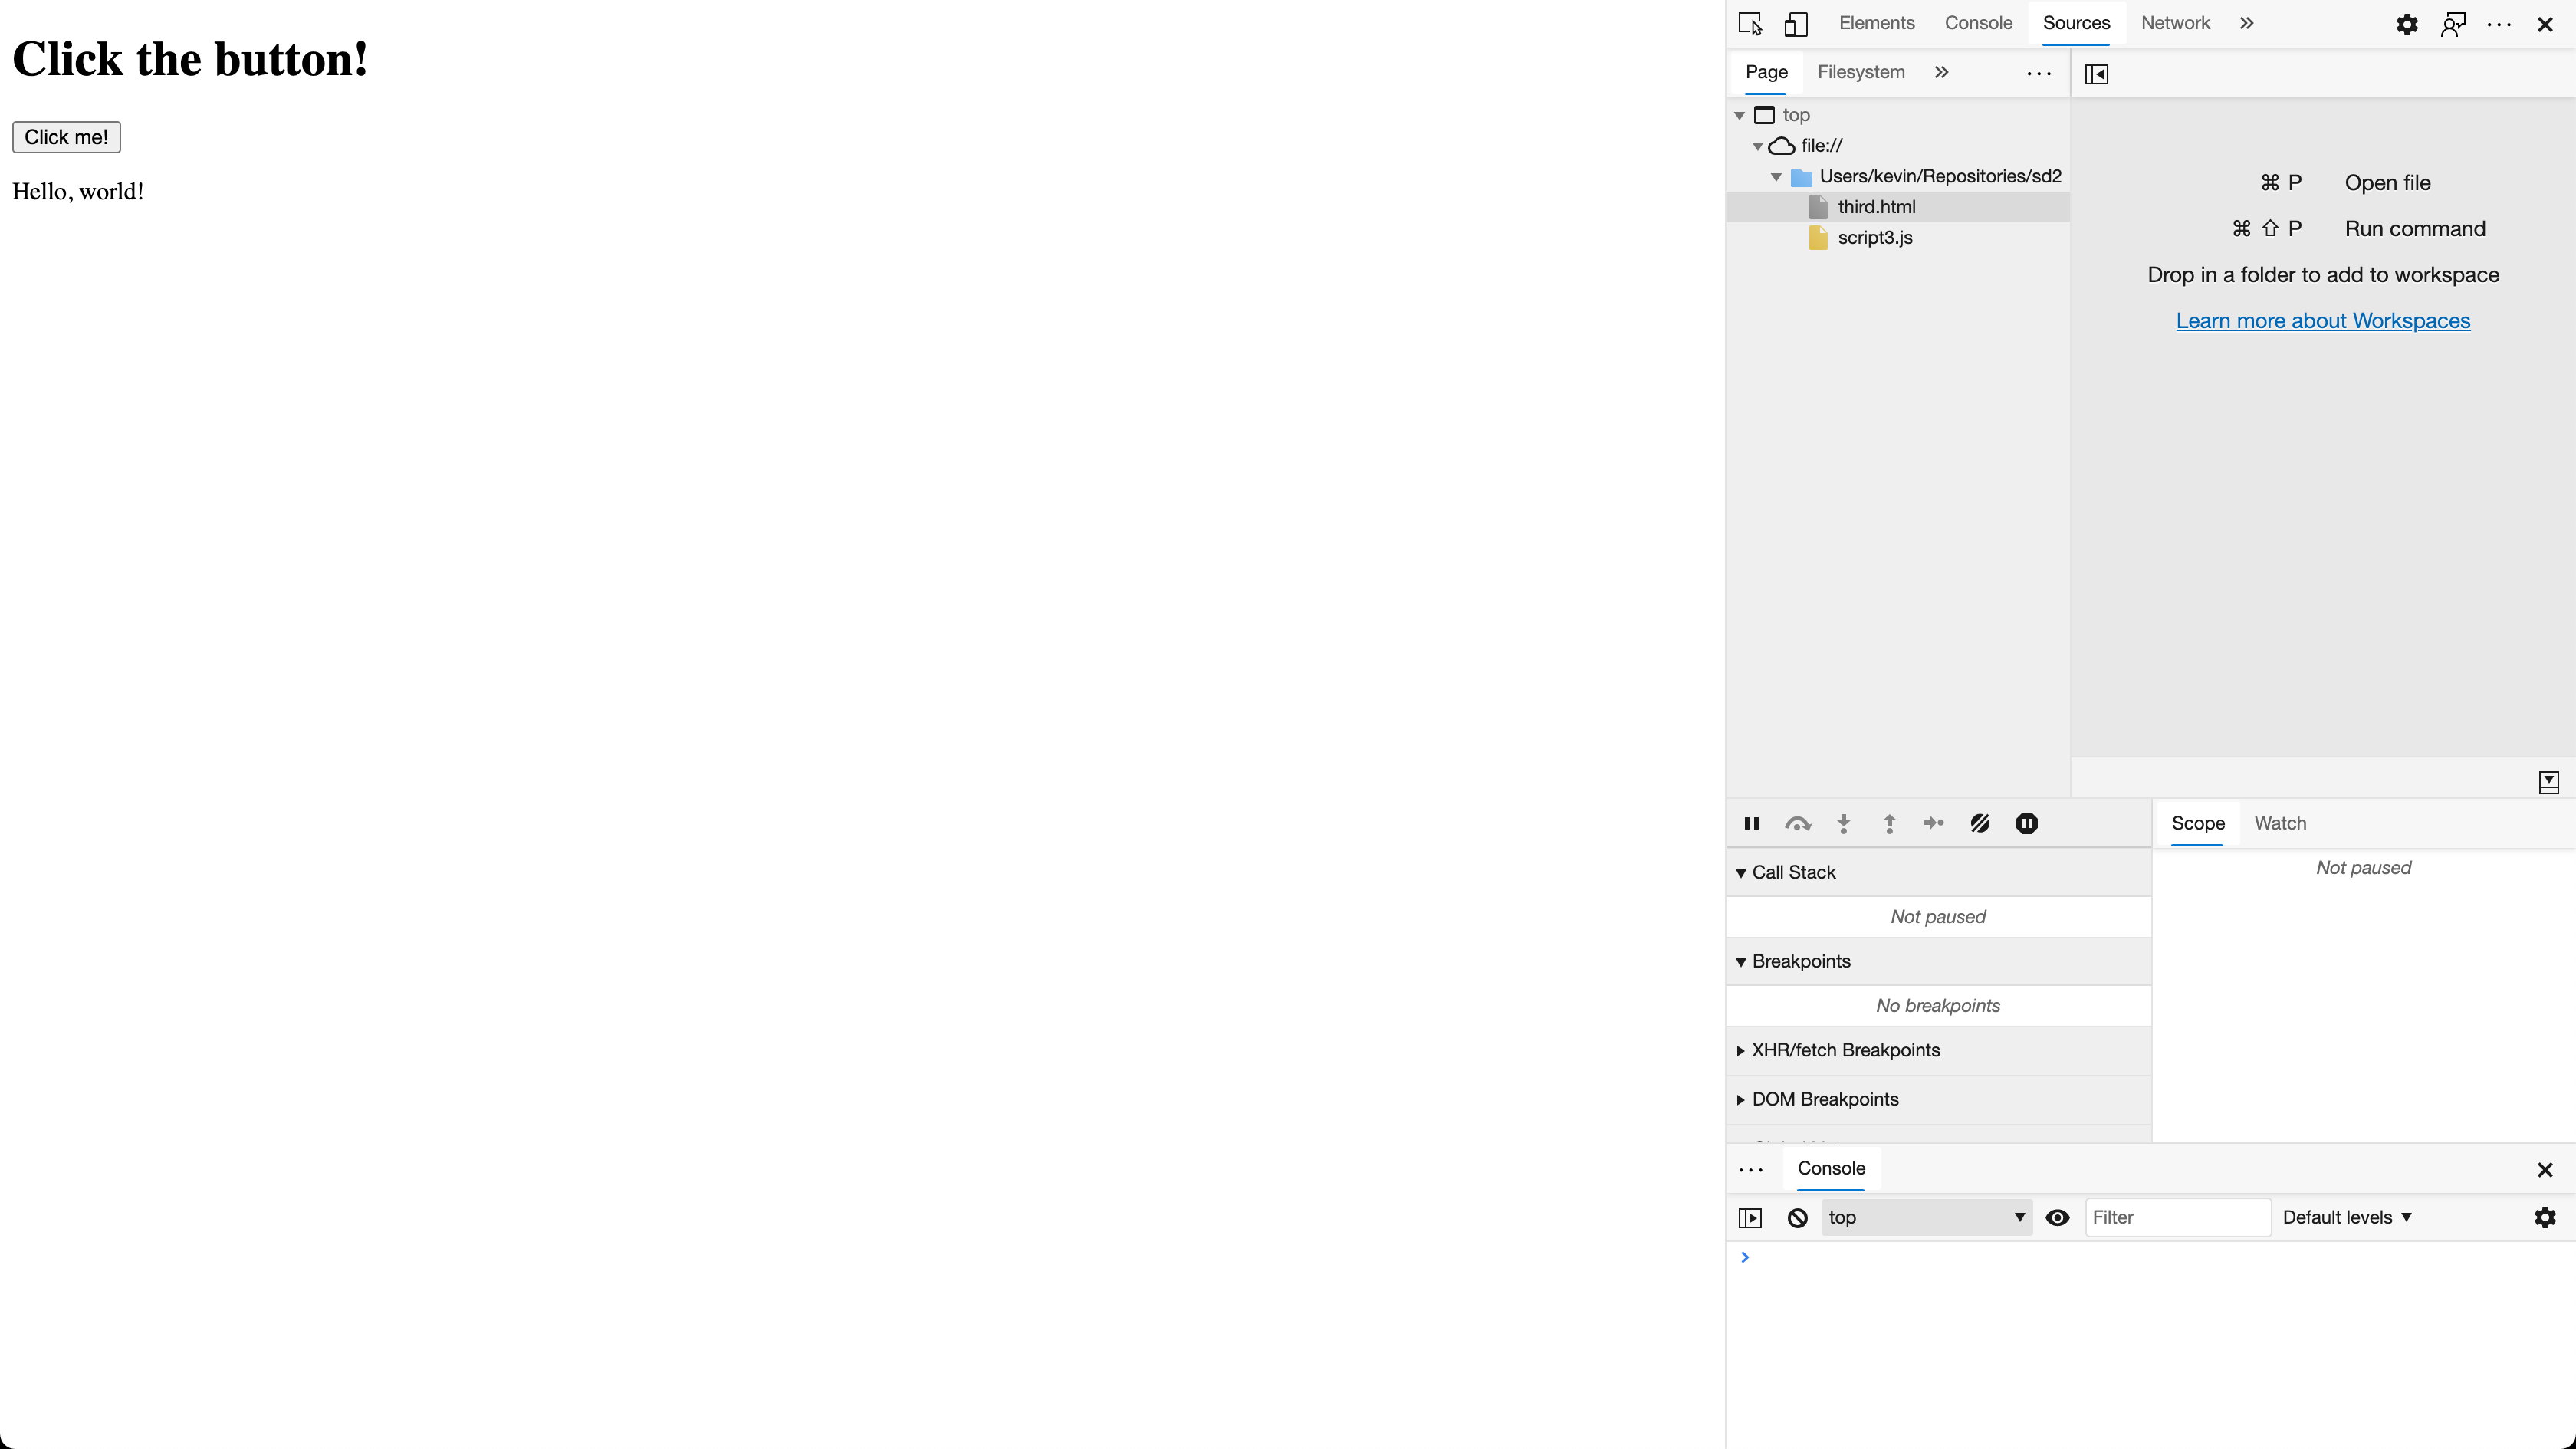 Click the button!
Click me!
Hello, world!
Elements Console Sources Network
Page Filesystem
top
file://
Users/kevin/Repositories/sd2
third.html
script3.js
⌘ P Open file
⌘ ⇧ P Run command
Drop in a folder to add to workspace
Learn more about Workspaces
Call Stack
Not paused
Breakpoints
No breakpoints
XHR/fetch Breakpoints
DOM Breakpoints
Scope Watch
Not paused
Console
top Filter Default levels